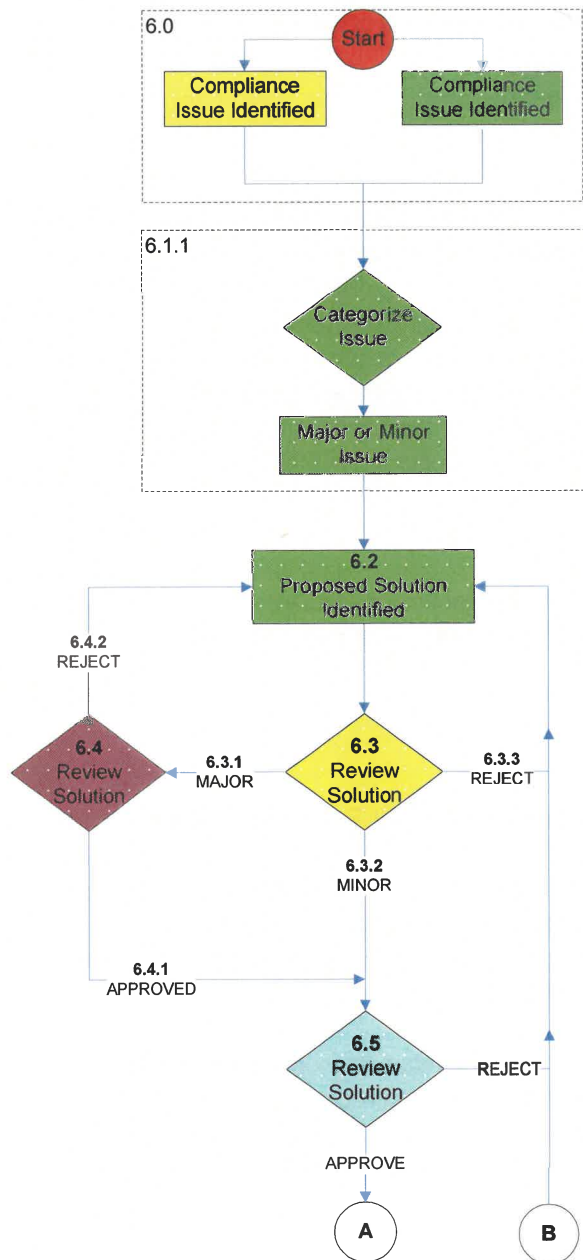 6.0
Start
Compliance
Issue Identified
Compliance
Issue Identified
6.1.1
Categorize
Issue
Major or Minor
Issue
6.2
Proposed Solution
Identified
6.4.2
REJECT
6.4
Review
Solution
6.3.1
MAJOR
6.3
Review
Solution
6.3.3
REJECT
6.3.2
MINOR
6.4.1
APPROVED
6.5
Review
Solution
REJECT
APPROVE
A
B